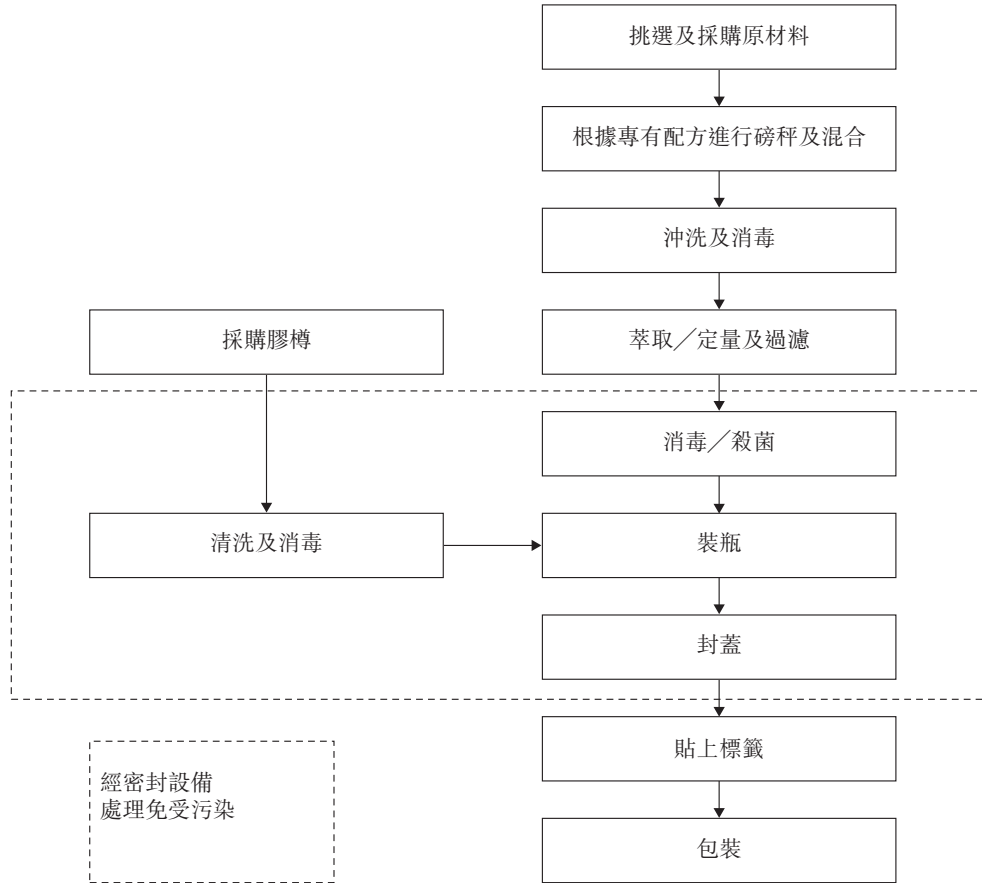 挑選及採購原材料
根據專有配方進行磅秤及混合
沖洗及消毒
採購膠樽
萃取／定量及過濾
消毒／殺菌
清洗及消毒
裝瓶
封蓋
貼上標籤
經密封設備
處理免受污染
包裝